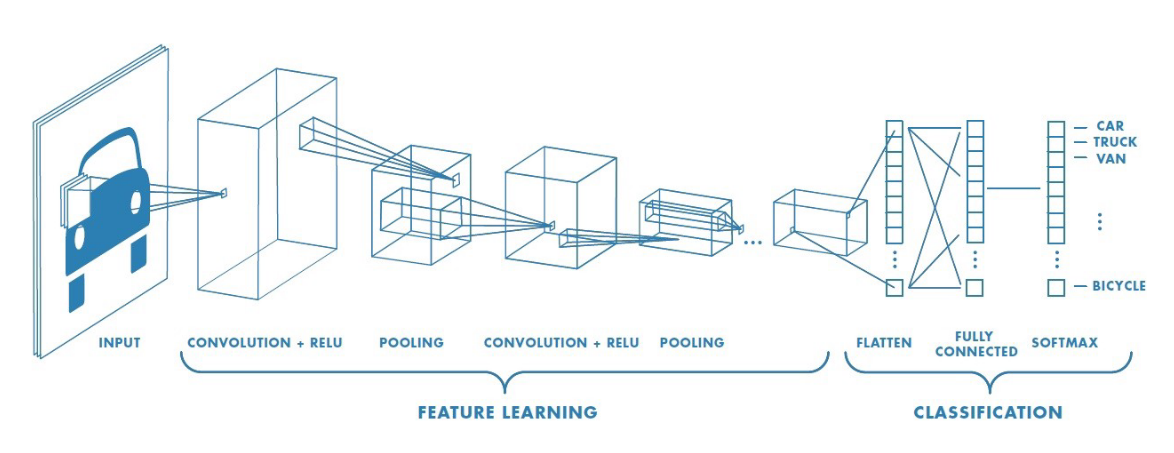 CAR
TRUCK
VAN
BICYCLE
INPUT
CONVOLUTION + RELU
POOLING
CONVOLUTION + RELU
POOLING
FLATTEN
FULLY
CONNECTED
SOFTMAX
FEATURE LEARNING
CLASSIFICATION